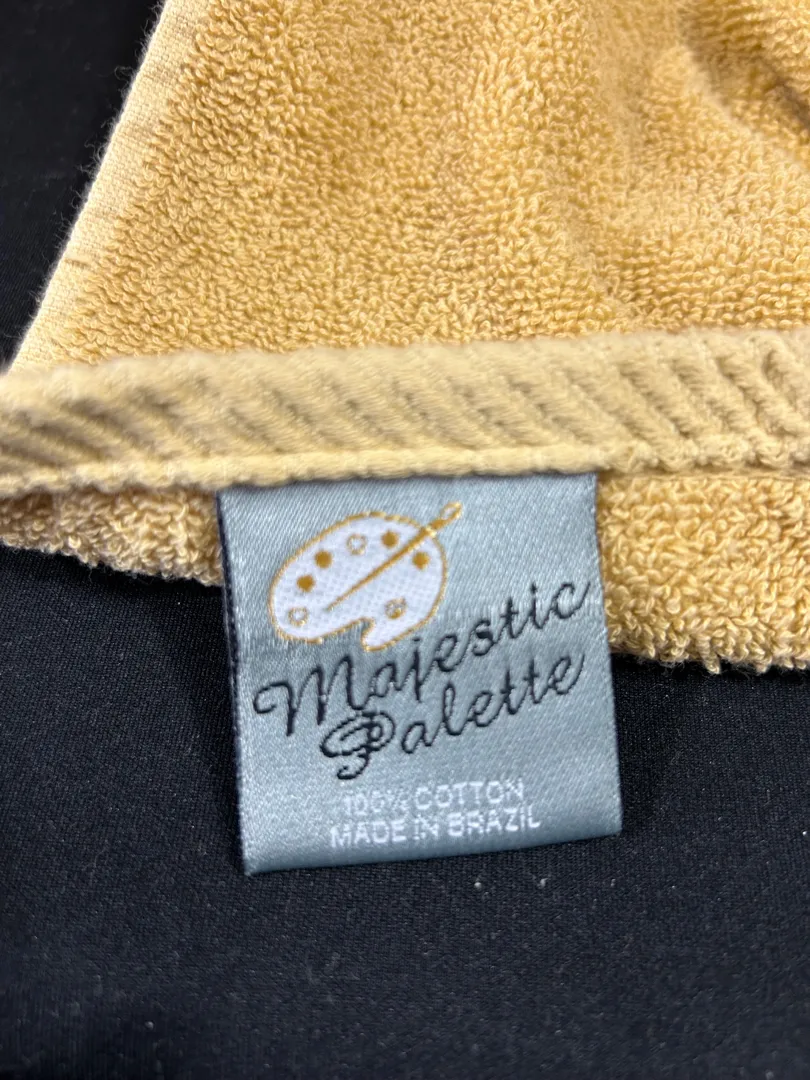 Majestic
Palette
100% COTTON
MADE IN BRAZIL